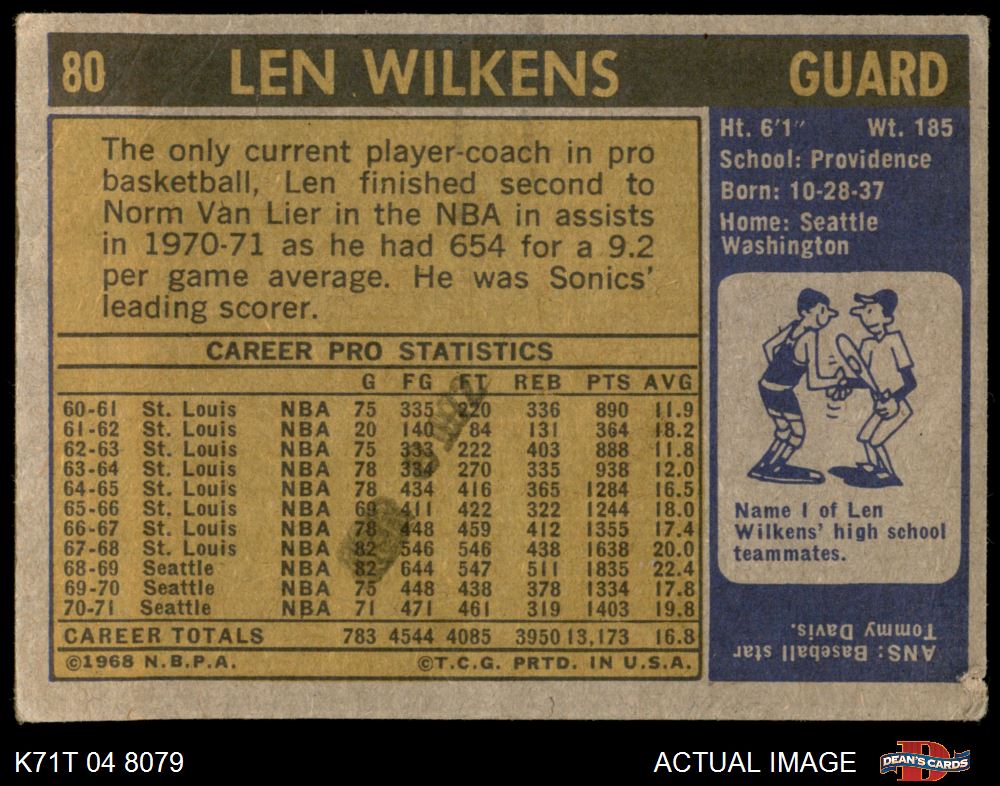 80 LEN WILKENS GUARD
The only current player-coach in pro
basketball, Len finished second to
Norm Van Lier in the NBA in assists
in 1970-71 as he had 654 for a 9.2
per game average. He was Sonics'
leading scorer.
CAREER PRO STATISTICS
G FG FT REB PTS AVG
60-61 St. Louis NBA 75 335 220 336 890 11.9
61-62 St. Louis NBA 20 140 84 131 364 18.2
62-63 St. Louis NBA 75 333 222 403 888 11.8
63-64 St. Louis NBA 78 334 270 335 938 12.0
64-65 St. Louis NBA 78 434 416 365 1284 16.5
65-66 St. Louis NBA 69 411 422 322 1244 18.0
66-67 St. Louis NBA 78 448 459 412 1355 17.4
67-68 St. Louis NBA 82 546 546 438 1638 20.0
68-69 Seattle NBA 82 644 547 511 1835 22.4
69-70 Seattle NBA 75 448 438 378 1334 17.8
70-71 Seattle NBA 71 471 461 319 1403 19.8
CAREER TOTALS 783 4544 4085 3950 13,173 16.8
©1968 N.B.P.A. ©T.C.G. PRTD. IN U.S.A.
Ht. 6'1" Wt. 185
School: Providence
Born: 10-28-37
Home: Seattle
Washington
Name 1 of Len
Wilkens' high school
teammates.
ANS: Baseball star
Tommy Davis.
K71T 04 8079 ACTUAL IMAGE
D
DEAN'S CARDS